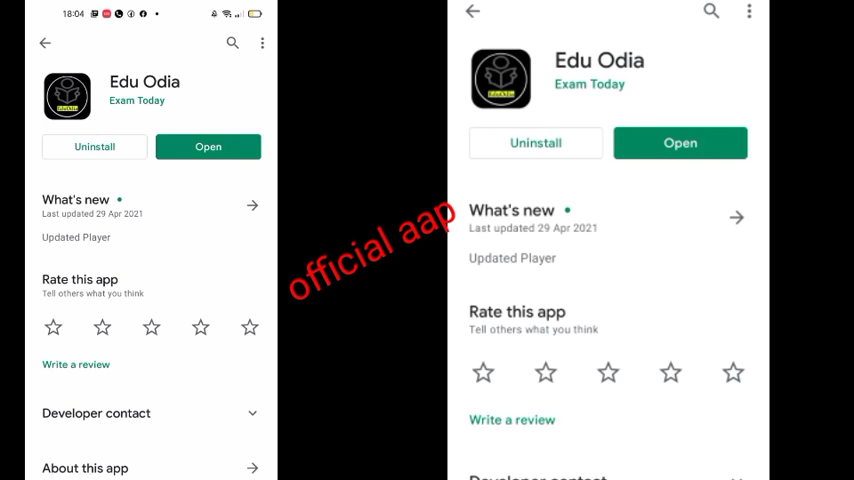 18:04
Edu Odia
Exam Today
Uninstall
Open
What's new
Last updated 29 Apr 2021
Updated Player
Rate this app
Tell others what you think
Write a review
Developer contact
About this app
official aap
Edu Odia
Exam Today
Uninstall
Open
What's new
Last updated 29 Apr 2021
Updated Player
Rate this app
Tell others what you think
Write a review
Developer contact